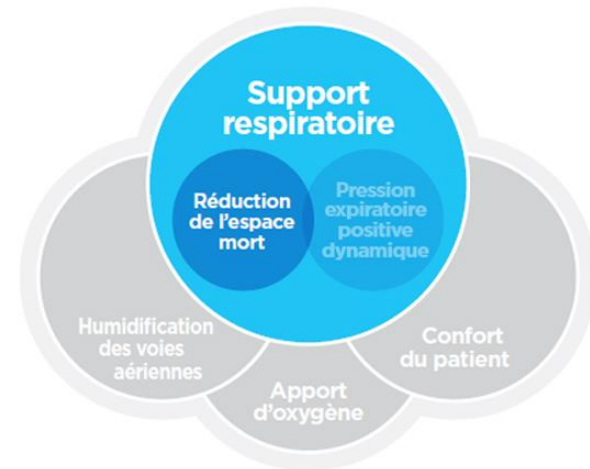 Support
respiratoire
Réduction
de l'espace
mort
Pression
expiratoire
positive
dynamique
Humidification
des voies
aériennes
Apport
d'oxygène
Confort
du patient